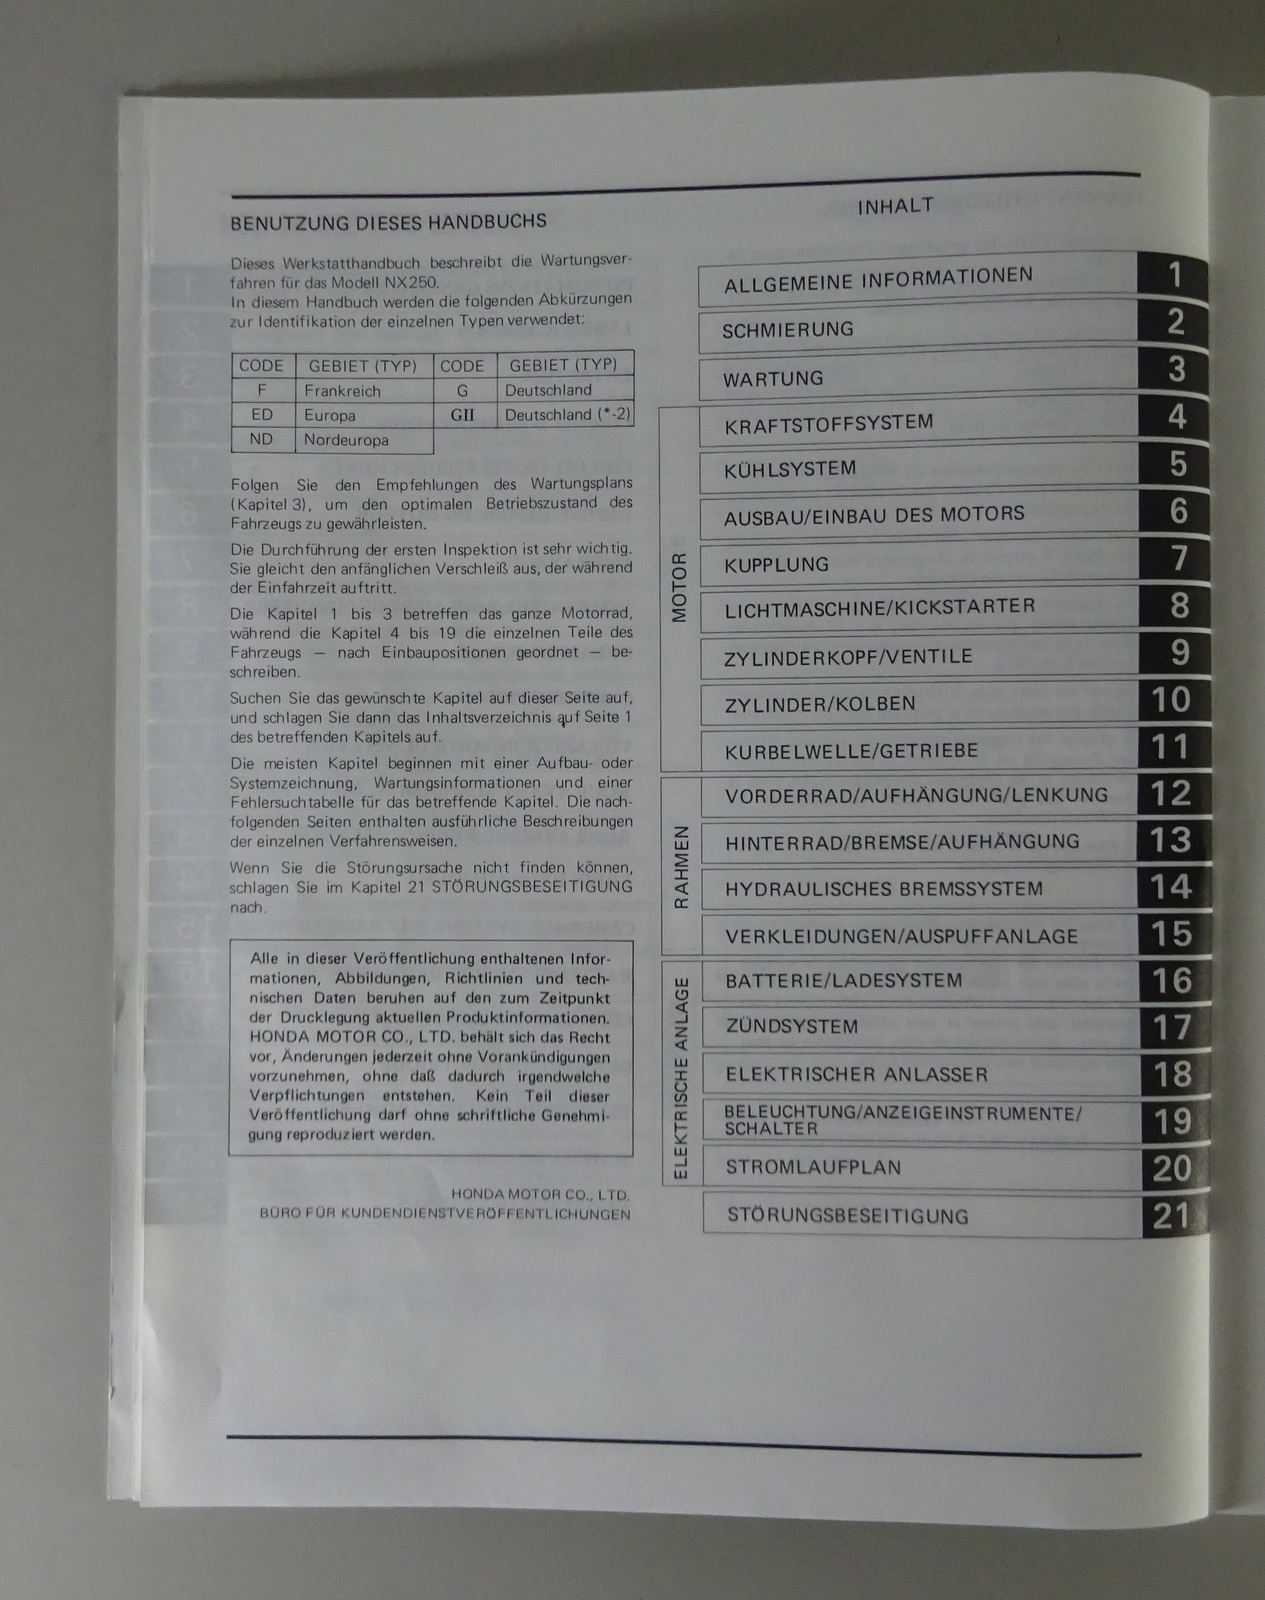 BENUTZUNG DIESES HANDBUCHS
Dieses Werkstatthandbuch beschreibt die Wartungsver-
fahren für das Modell NX250.
In diesem Handbuch werden die folgenden Abkürzungen
zur Identifikation der einzelnen Typen verwendet:
CODE GEBIET (TYP) CODE GEBIET (TYP)
F Frankreich G Deutschland
ED Europa GII Deutschland (*-2)
ND Nordeuropa
Folgen Sie den Empfehlungen des Wartungsplans
(Kapitel 3), um den optimalen Betriebszustand des
Fahrzeugs zu gewährleisten.
Die Durchführung der ersten Inspektion ist sehr wichtig.
Sie gleicht den anfänglichen Verschleiß aus, der während
der Einfahrzeit auftritt.
Die Kapitel 1 bis 3 betreffen das ganze Motorrad,
während die Kapitel 4 bis 19 die einzelnen Teile des
Fahrzeugs — nach Einbaupositionen geordnet — be-
schreiben.
Suchen Sie das gewünschte Kapitel auf dieser Seite auf,
und schlagen Sie dann das Inhaltsverzeichnis auf Seite 1
des betreffenden Kapitels auf.
Die meisten Kapitel beginnen mit einer Aufbau- oder
Systemzeichnung, Wartungsinformationen und einer
Fehlersuchtabelle für das betreffende Kapitel. Die nach-
folgenden Seiten enthalten ausführliche Beschreibungen
der einzelnen Verfahrensweisen.
Wenn Sie die Störungsursache nicht finden können,
schlagen Sie im Kapitel 21 STÖRUNGSBESEITIGUNG
nach.
Alle in dieser Veröffentlichung enthaltenen Infor-
mationen, Abbildungen, Richtlinien und tech-
nischen Daten beruhen auf den zum Zeitpunkt
der Drucklegung aktuellen Produktinformationen.
HONDA MOTOR CO., LTD. behält sich das Recht
vor, Änderungen jederzeit ohne Vorankündigungen
vorzunehmen, ohne daß dadurch irgendwelche
Verpflichtungen entstehen. Kein Teil dieser
Veröffentlichung darf ohne schriftliche Genehmi-
gung reproduziert werden.
HONDA MOTOR CO., LTD.
BÜRO FÜR KUNDENDIENSTVERÖFFENTLICHUNGEN
INHALT
ALLGEMEINE INFORMATIONEN 1
SCHMIERUNG 2
WARTUNG 3
MOTOR
KRAFTSTOFFSYSTEM 4
KÜHLSYSTEM 5
AUSBAU/EINBAU DES MOTORS 6
KUPPLUNG 7
LICHTMASCHINE/KICKSTARTER 8
ZYLINDERKOPF/VENTILE 9
ZYLINDER/KOLBEN 10
KURBELWELLE/GETRIEBE 11
RAHMEN
VORDERRAD/AUFHÄNGUNG/LENKUNG 12
HINTERRAD/BREMSE/AUFHÄNGUNG 13
HYDRAULISCHES BREMSSYSTEM 14
VERKLEIDUNGEN/AUSPUFFANLAGE 15
ELEKTRISCHE ANLAGE
BATTERIE/LADESYSTEM 16
ZÜNDSYSTEM 17
ELEKTRISCHER ANLASSER 18
BELEUCHTUNG/ANZEIGEINSTRUMENTE/
SCHALTER 19
STROMLAUFPLAN 20
STÖRUNGSBESEITIGUNG 21